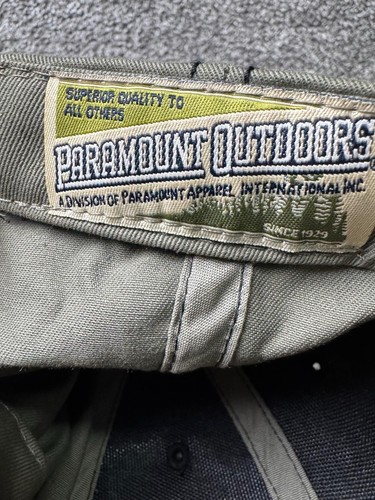 SUPERIOR QUALITY TO
ALL OTHERS
PARAMOUNT OUTDOORS
A DIVISION OF PARAMOUNT APPAREL INTERNATIONAL INC.
SINCE 1929